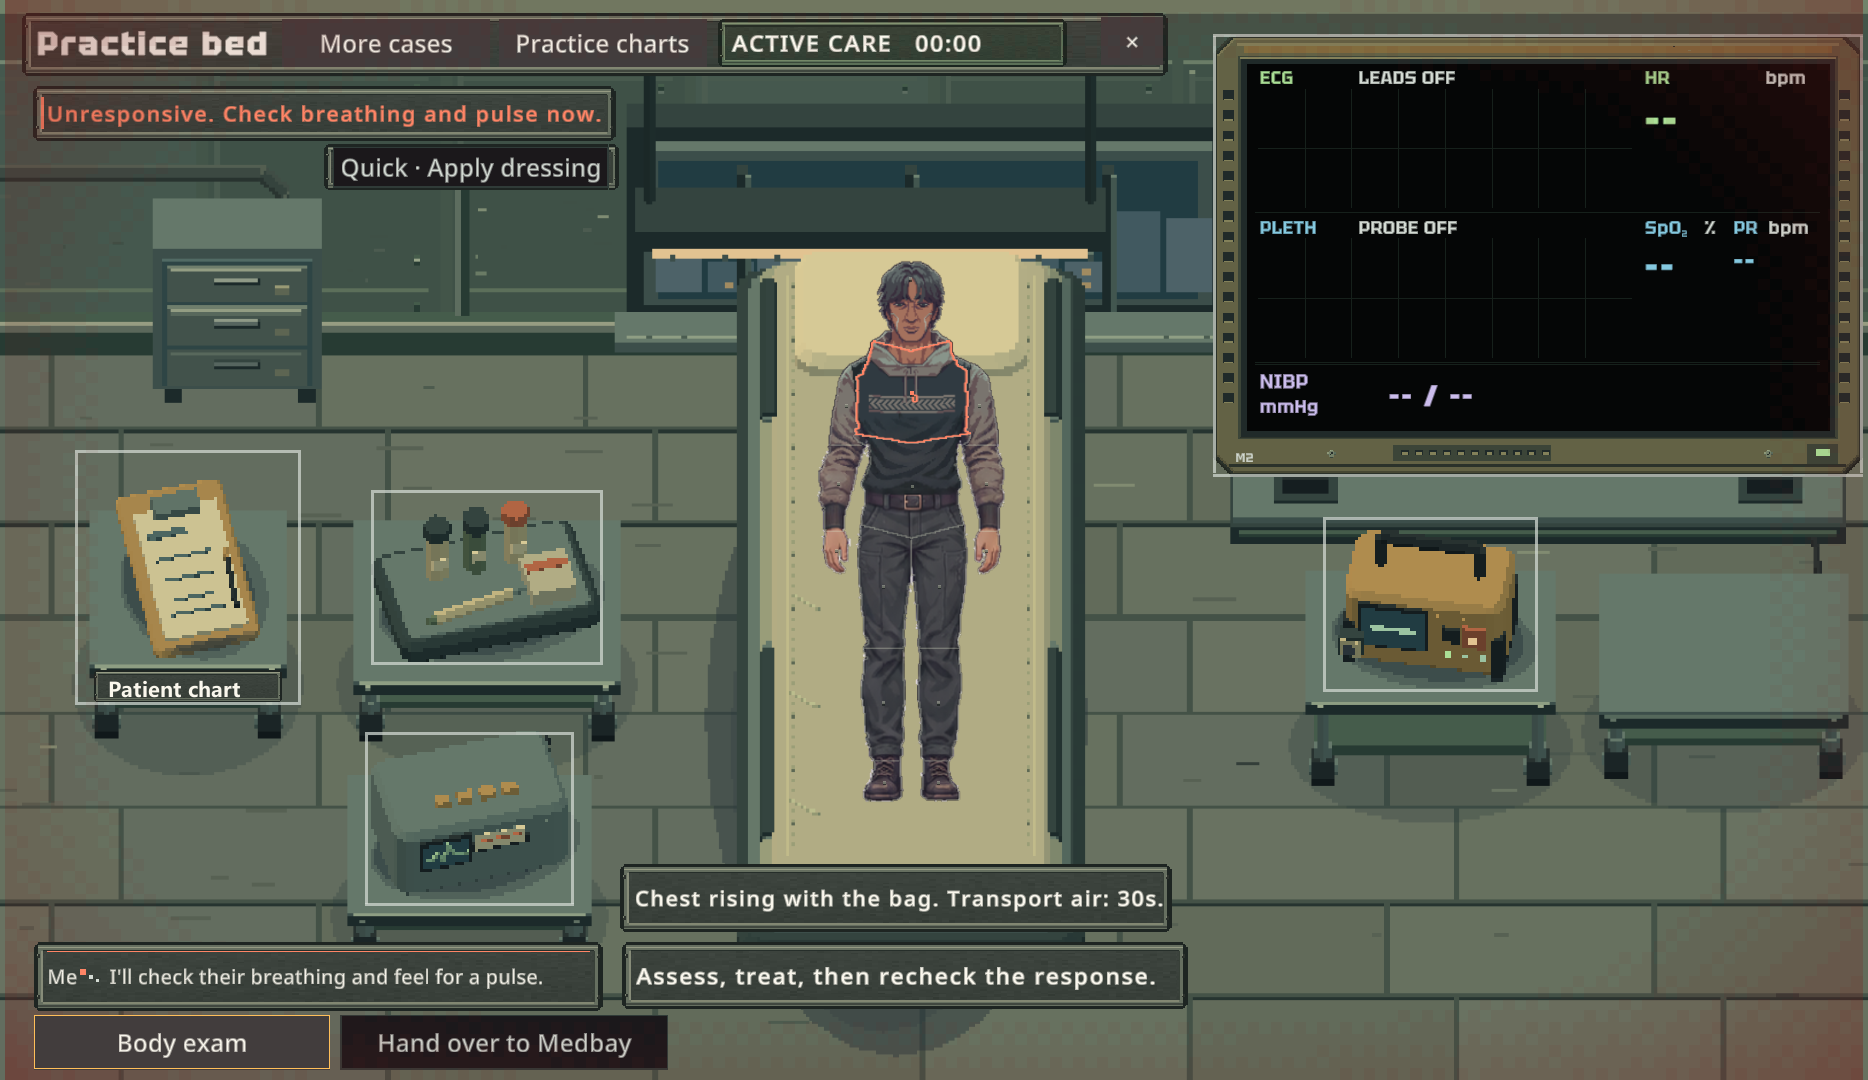 Practice bed
More cases
Practice charts
ACTIVE CARE 00:00
×
Unresponsive. Check breathing and pulse now.
Quick · Apply dressing
ECG
LEADS OFF
HR
bpm
--
PLETH
PROBE OFF
SpO₂ %
PR bpm
--
--
NIBP
mmHg
-- / --
M2
Patient chart
Chest rising with the bag. Transport air: 30s.
Me I'll check their breathing and feel for a pulse.
Assess, treat, then recheck the response.
Body exam
Hand over to Medbay